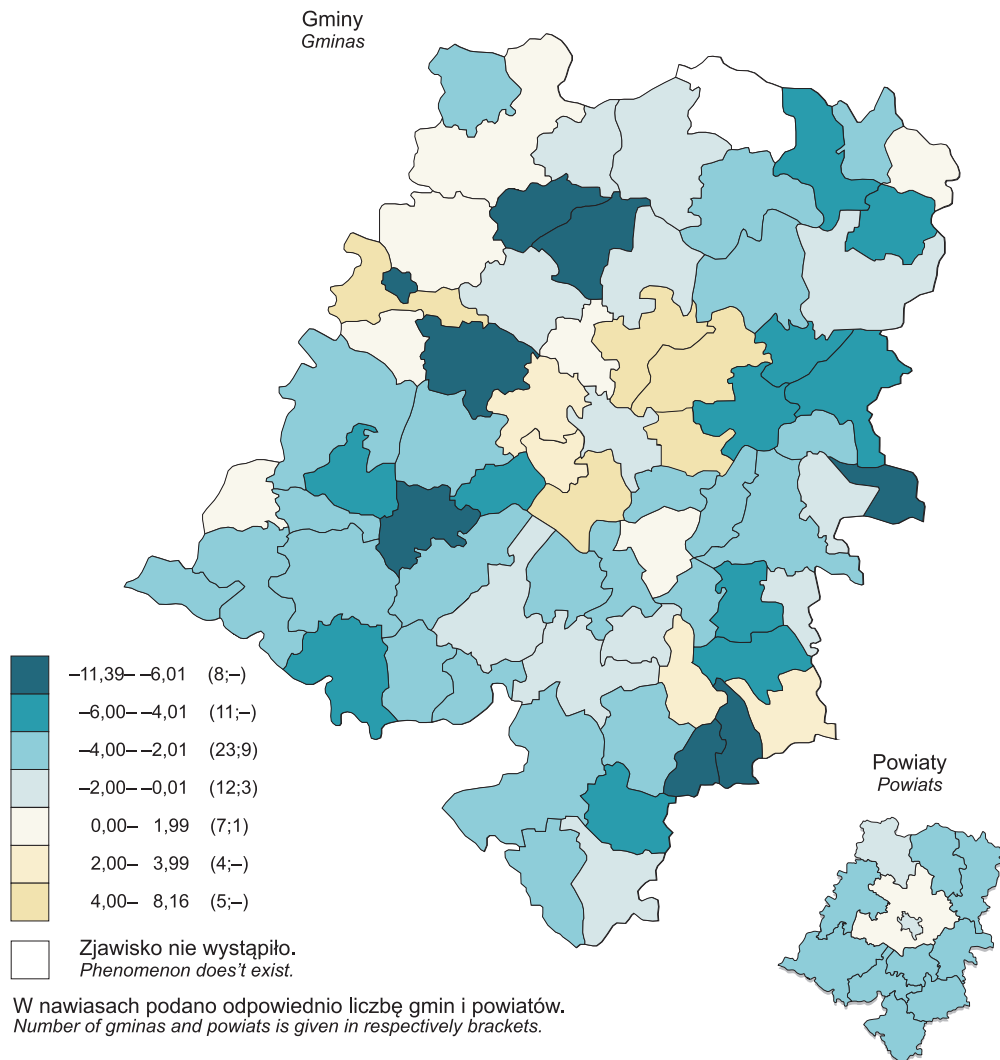 Gminy
Gminas
–11,39– –6,01 (8;–)
–6,00– –4,01 (11;–)
–4,00– –2,01 (23;9)
–2,00– –0,01 (12;3)
0,00– 1,99 (7;1)
2,00– 3,99 (4;–)
4,00– 8,16 (5;–)
Zjawisko nie wystąpiło.
Phenomenon does't exist.
W nawiasach podano odpowiednio liczbę gmin i powiatów.
Number of gminas and powiats is given in respectively brackets.
Powiaty
Powiats